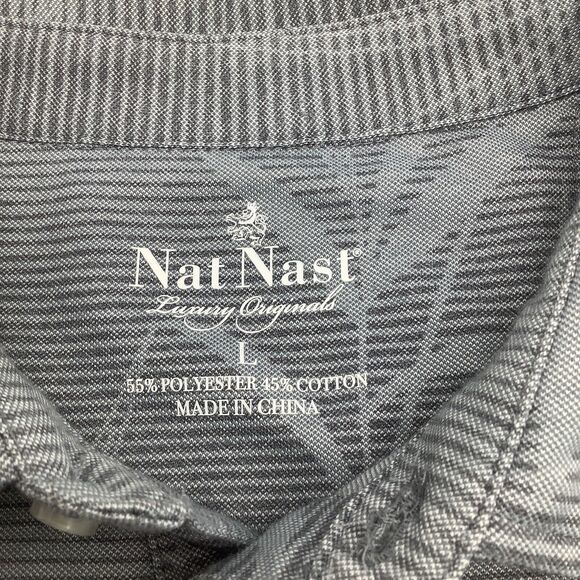 Nat Nast®
Luxury Originals
L
55% POLYESTER 45% COTTON
MADE IN CHINA